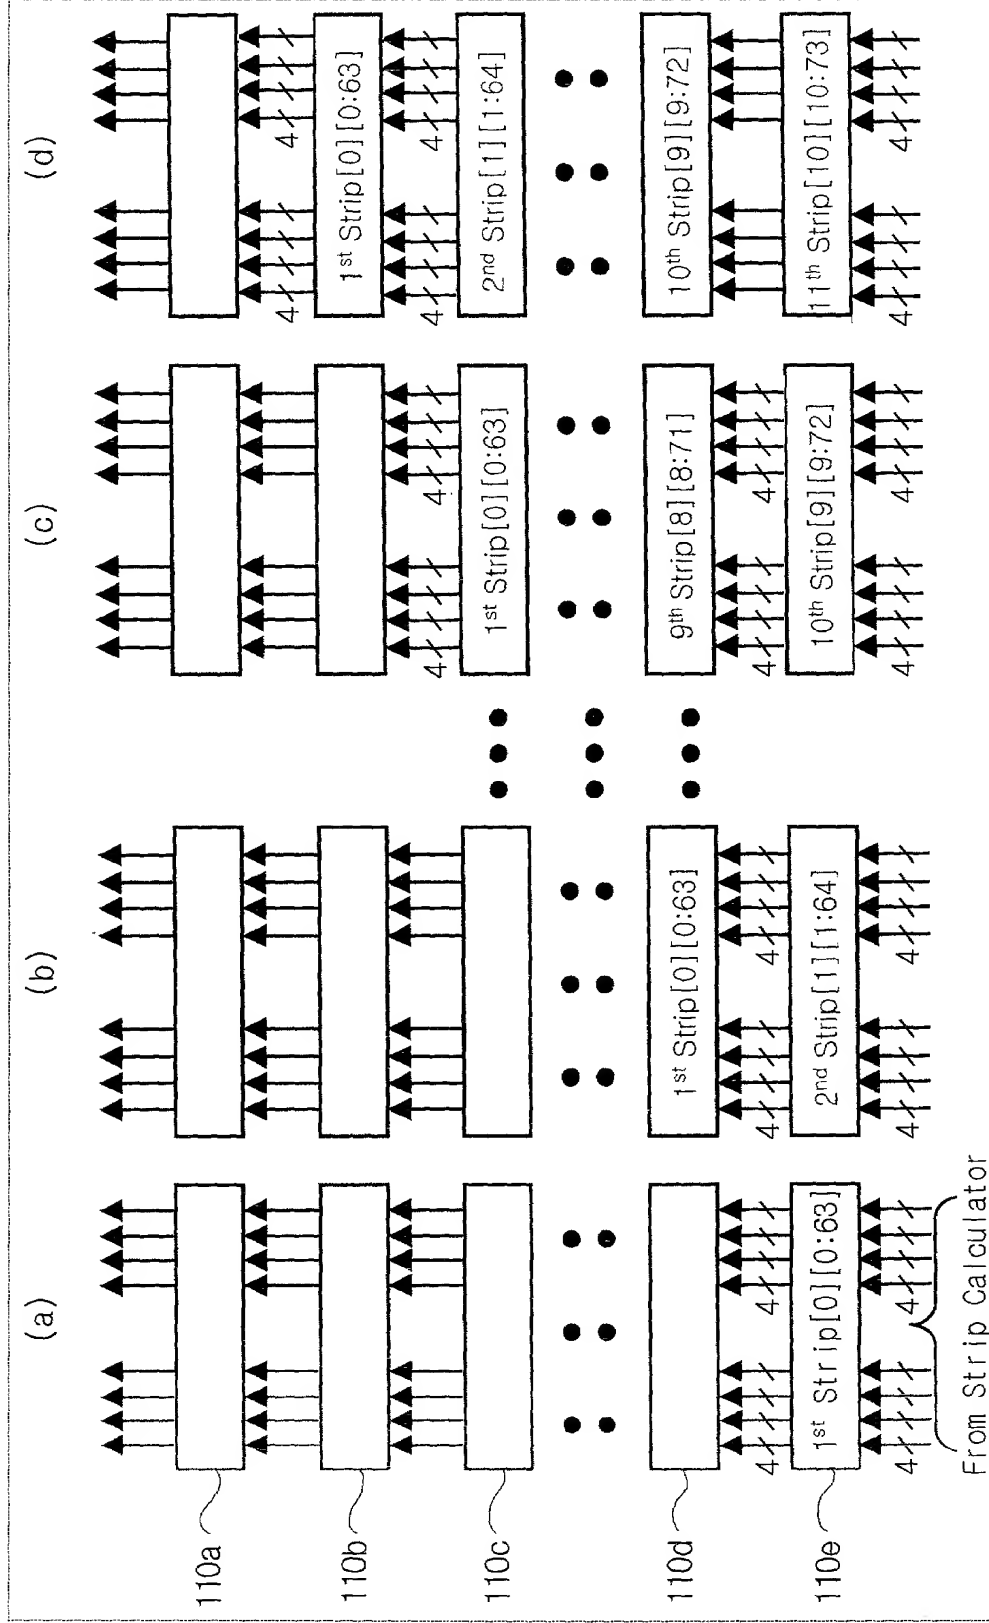 (a)
(b)
(c)
(d)
110a
110b
4 4
110c
4 4
1st Strip[0][0:63]
4 4
1st Strip[0][0:63]
2nd Strip[1][1:64]
110d
1st Strip[0][0:63]
9th Strip[8][8:71]
10th Strip[9][9:72]
4 4
4 4
4 4
110e
1st Strip[0][0:63]
2nd Strip[1][1:64]
10th Strip[9][9:72]
11th Strip[10][10:73]
4 4
4 4
4 4
4 4
From Strip Calculator